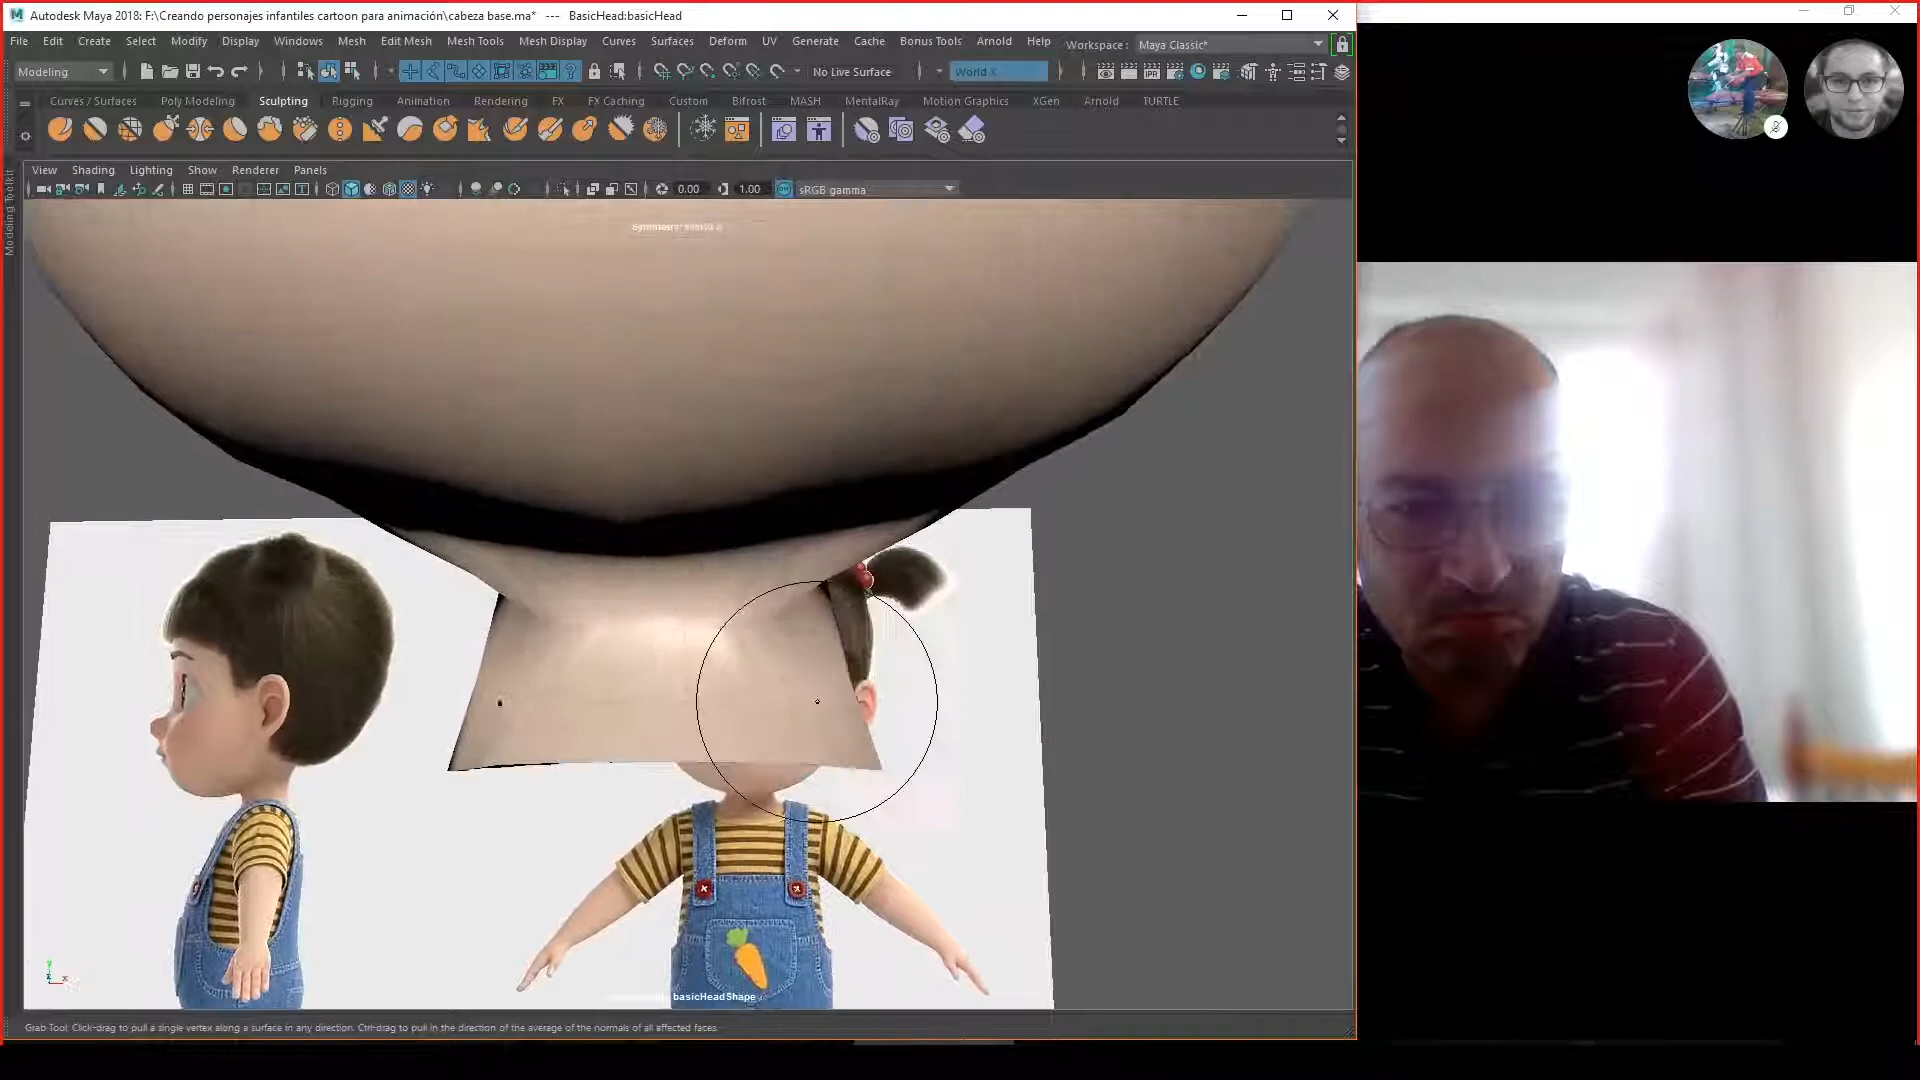 Autodesk Maya 2018: F:\Creando personajes infantiles cartoon para animación\cabeza base.ma* --- BasicHead:basicHead
File Edit Create Select Modify Display Windows Mesh Edit Mesh Mesh Tools Mesh Display Curves Surfaces Deform UV Generate Cache Bonus Tools Arnold Help Workspace : Maya Classic*
Modeling No Live Surface World X
Curves / Surfaces Poly Modeling Sculpting Rigging Animation Rendering FX FX Caching Custom Bifrost MASH MentalRay Motion Graphics XGen Arnold TURTLE
View Shading Lighting Show Renderer Panels
0.00 1.00 sRGB gamma
Modeling Toolkit
Symmetry: World X
basicHeadShape
Grab Tool: Click-drag to pull a single vertex along a surface in any direction. Ctrl-drag to pull in the direction of the average of the normals of all affected faces.